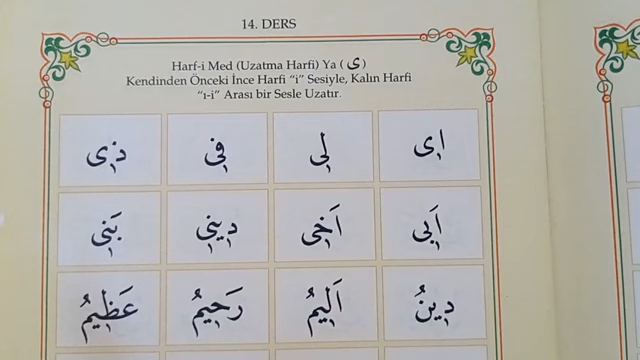 14. DERS
Harf-i Med (Uzatma Harfi) Ya ( ى )
Kendinden Önceki İnce Harfi “i” Sesiyle, Kalın Harfi
“ı-i” Arası bir Sesle Uzatır.
اٖى لٖى فٖى ذٖى
اَبٖى اَخٖى دٖينٖى بَنٖى
دٖينُ اَلٖيمُ رَحٖيمُ عَظٖيمُ